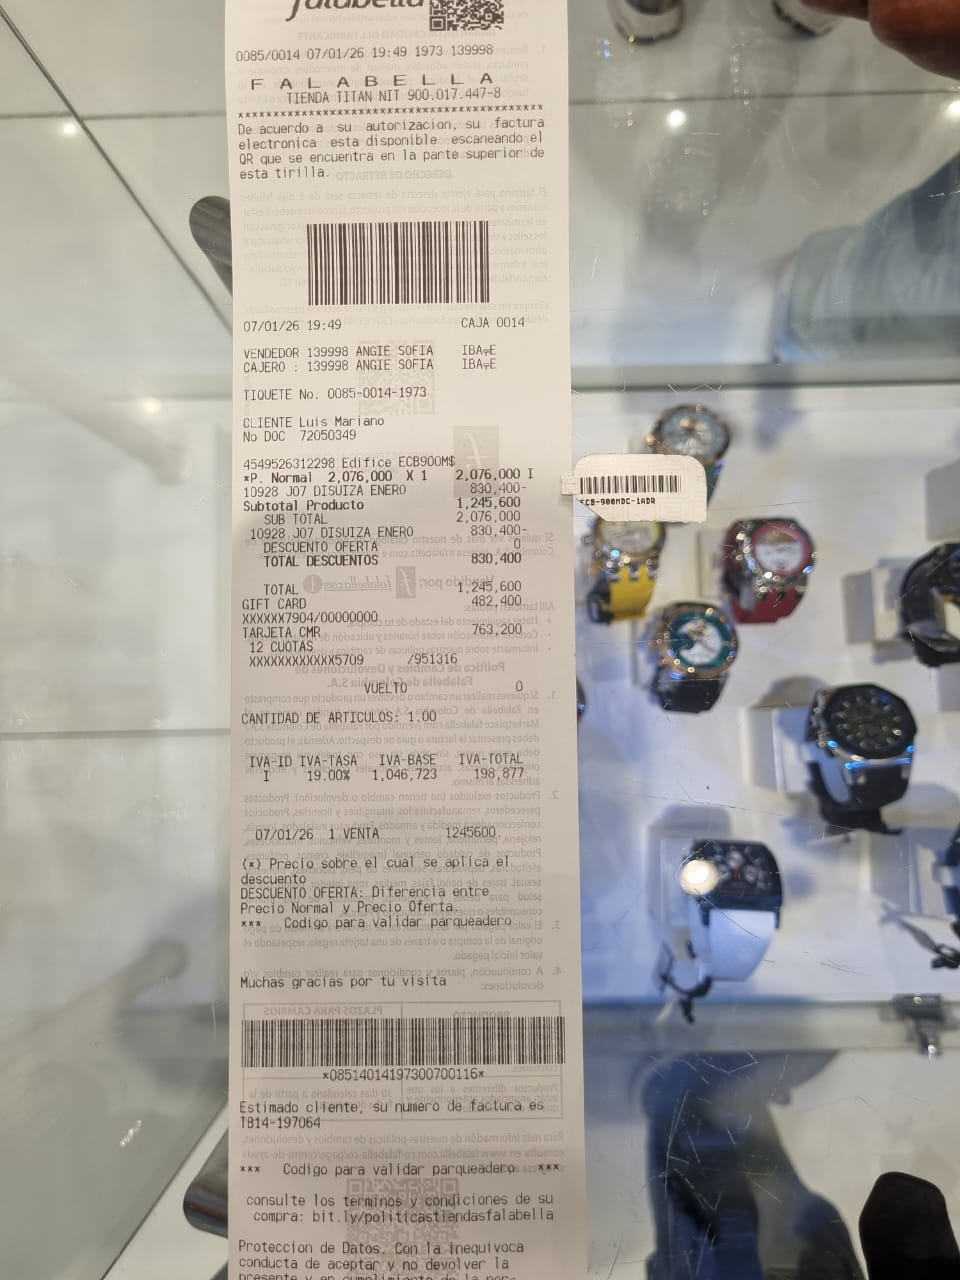 falabella
0085/0014 07/01/26 19:49 1973 139998
F A L A B E L L A
TIENDA TITAN NIT 900.017.447-8
************************************************
De acuerdo a su autorizacion, su factura
electronica esta disponible escaneando el
QR que se encuentra en la parte superior de
esta tirilla.
07/01/26 19:49 CAJA 0014
VENDEDOR 139998 ANGIE SOFIA IBA╤E
CAJERO : 139998 ANGIE SOFIA IBA╤E
TIQUETE No. 0085-0014-1973
CLIENTE Luis Mariano
No DOC 72050349
4549526312298 Edifice ECB900M$
*P. Normal 2,076,000 X 1 2,076,000 I
10928 J07 DISUIZA ENERO 830,400-
Subtotal Producto 1,245,600
SUB TOTAL 2,076,000
10928 J07 DISUIZA ENERO 830,400-
DESCUENTO OFERTA 0
TOTAL DESCUENTOS 830,400
TOTAL 1,245,600
GIFT CARD 482,400
XXXXXX7904/00000000
TARJETA CMR 763,200
12 CUOTAS
XXXXXXXXXXXX5709 /951316
VUELTO 0
CANTIDAD DE ARTICULOS: 1.00
IVA-ID IVA-TASA IVA-BASE IVA-TOTAL
I 19.00% 1,046,723 198,877
07/01/26 1 VENTA 1245600.
(*) Precio sobre el cual se aplica el
descuento
DESCUENTO OFERTA: Diferencia entre
Precio Normal y Precio Oferta.
*** Codigo para validar parqueadero
Muchas gracias por tu visita
*08514014197300700116*
Estimado cliente, su numero de factura es
TB14-197064
*** Codigo para validar parqueadero ***
consulte los terminos y condiciones de su
compra: bit.ly/politicastiendasfalabella
Proteccion de Datos. Con la inequivoca
conducta de aceptar y no devolver la
presente y en cumplimiento de la per-
ECB-900MDC-1ADR